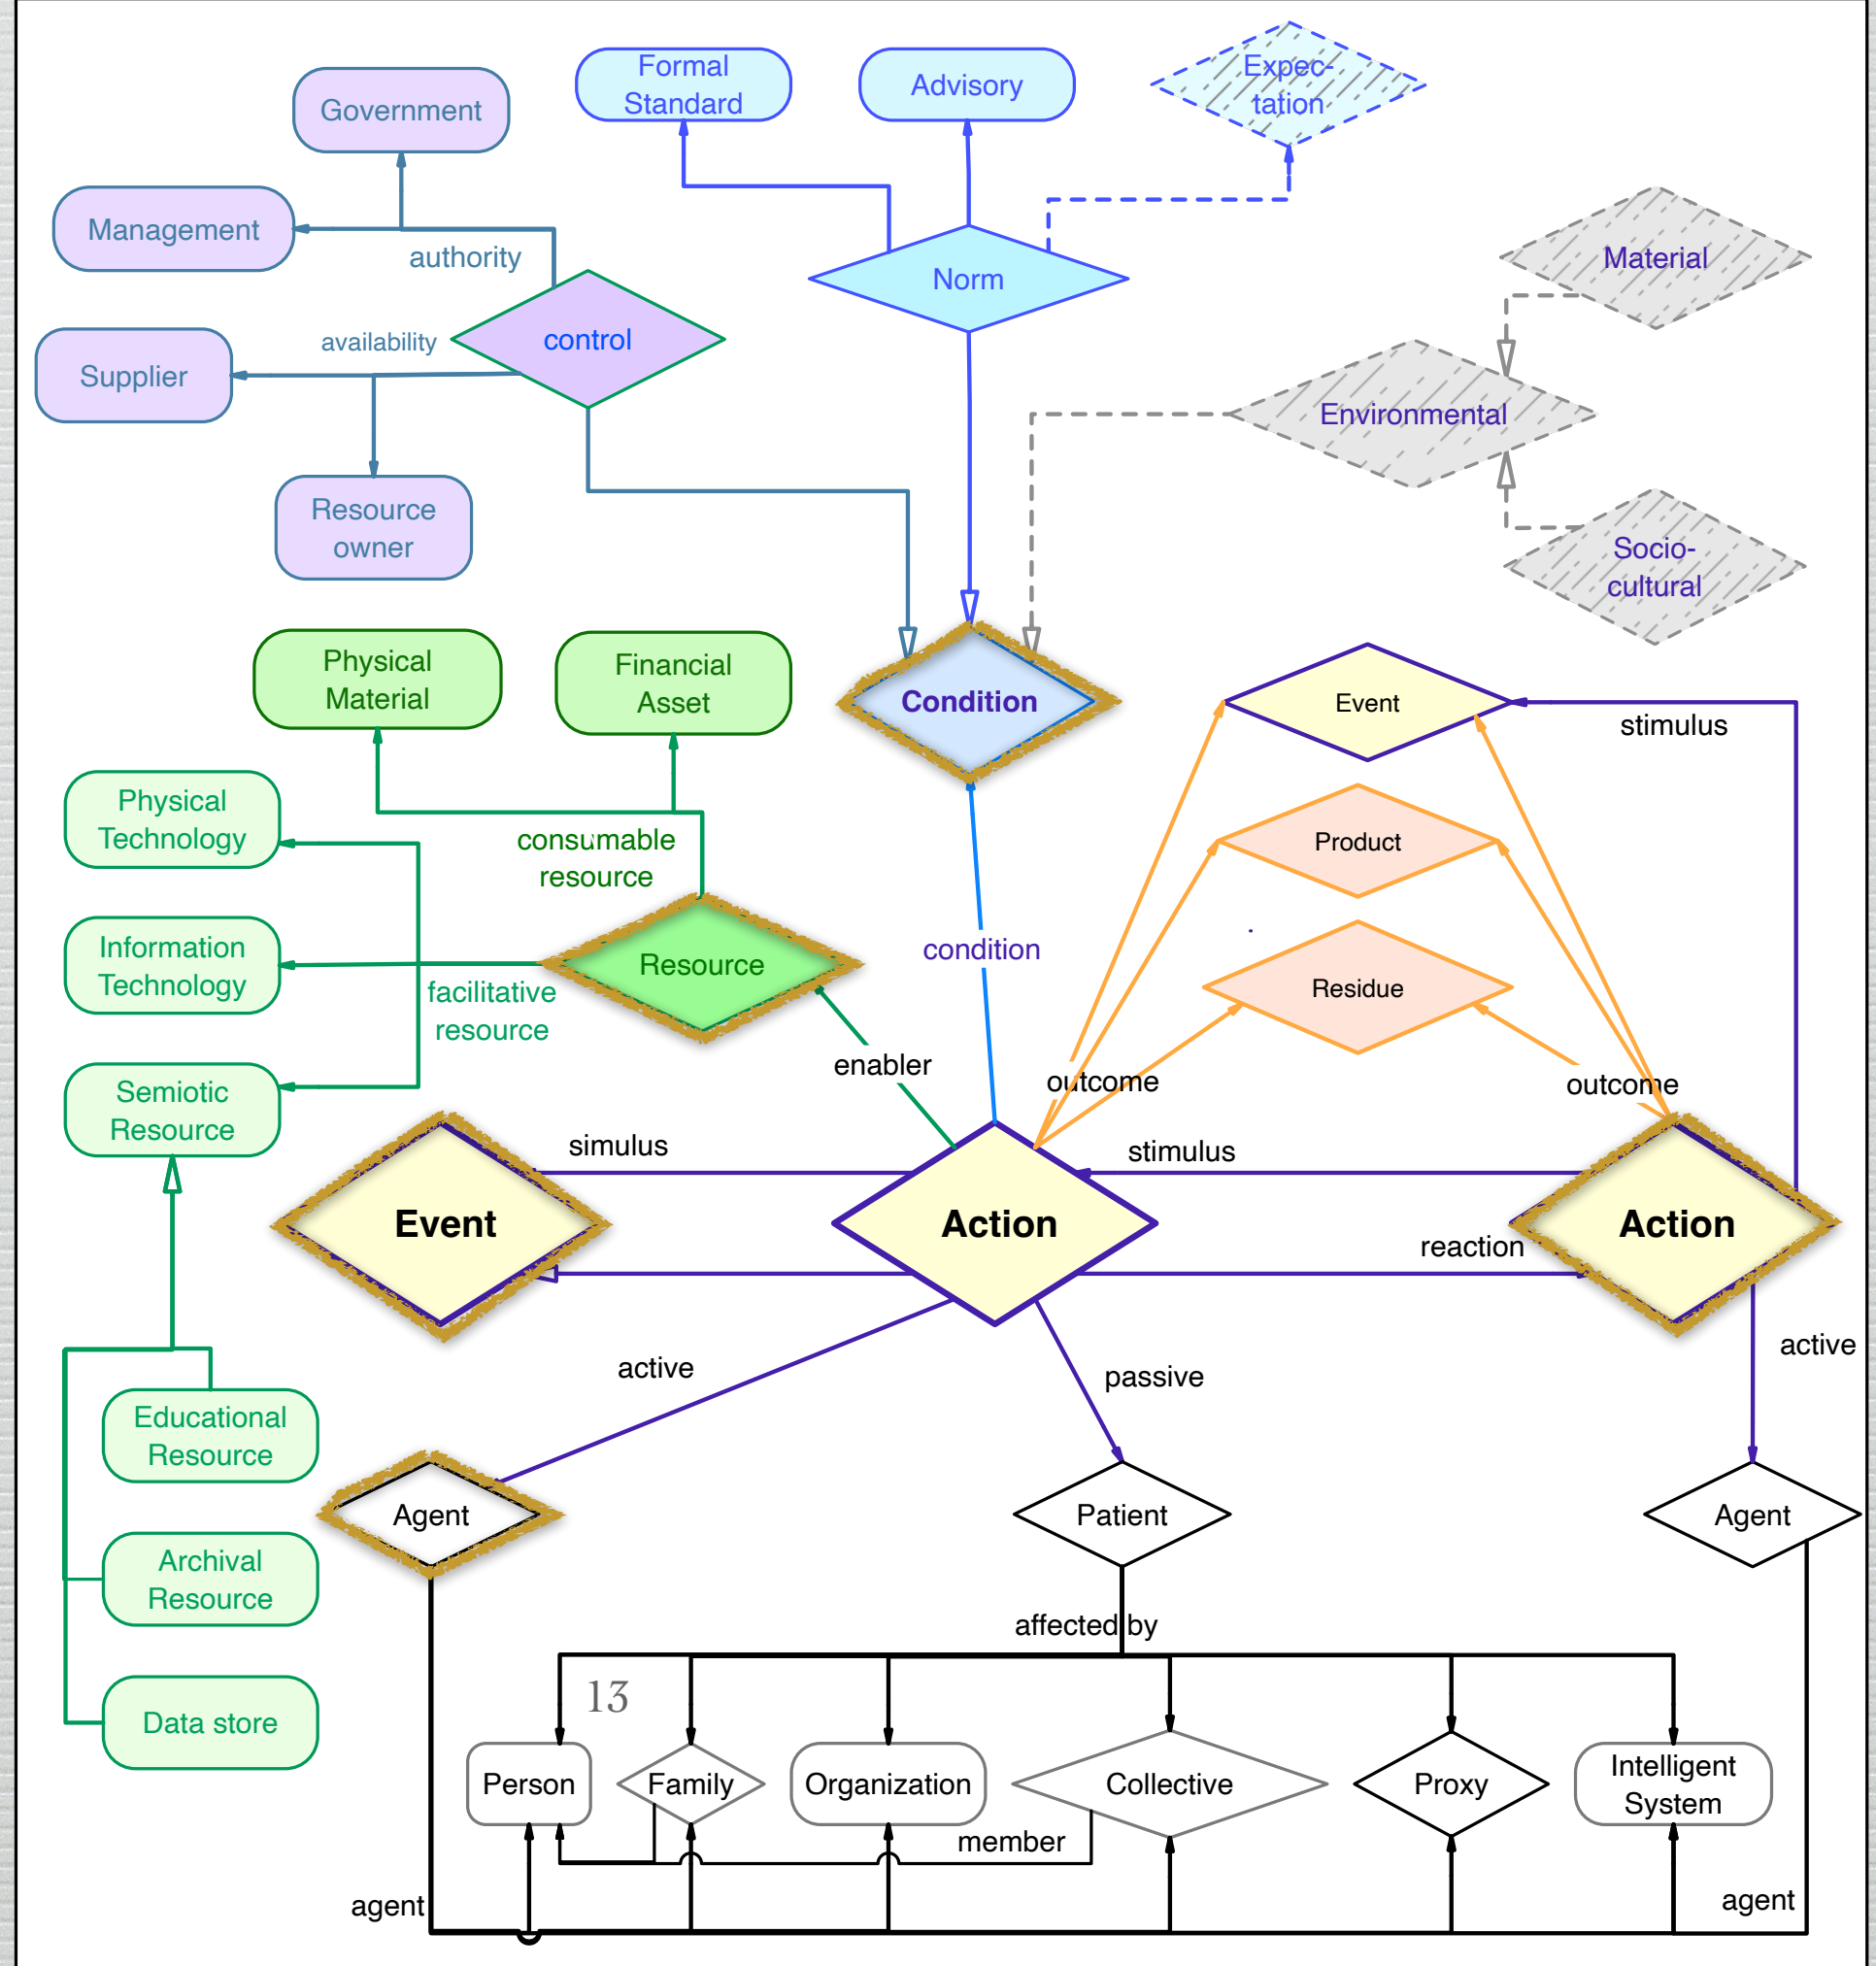 Formal
Standard
Advisory
Expec-
tation
Government
Management
authority
Norm
Material
availability
control
Supplier
Environmental
Resource
owner
Socio-
cultural
Physical
Material
Financial
Asset
Condition
Event
stimulus
Physical
Technology
consumable
resource
Product
Information
Technology
Resource
condition
Residue
facilitative
resource
enabler
outcome
outcome
Semiotic
Resource
simulus
stimulus
Event
Action
Action
reaction
active
passive
active
Educational
Resource
Agent
Patient
Agent
Archival
Resource
affected by
13
Data store
Person
Family
Organization
Collective
Proxy
Intelligent
System
member
agent
agent